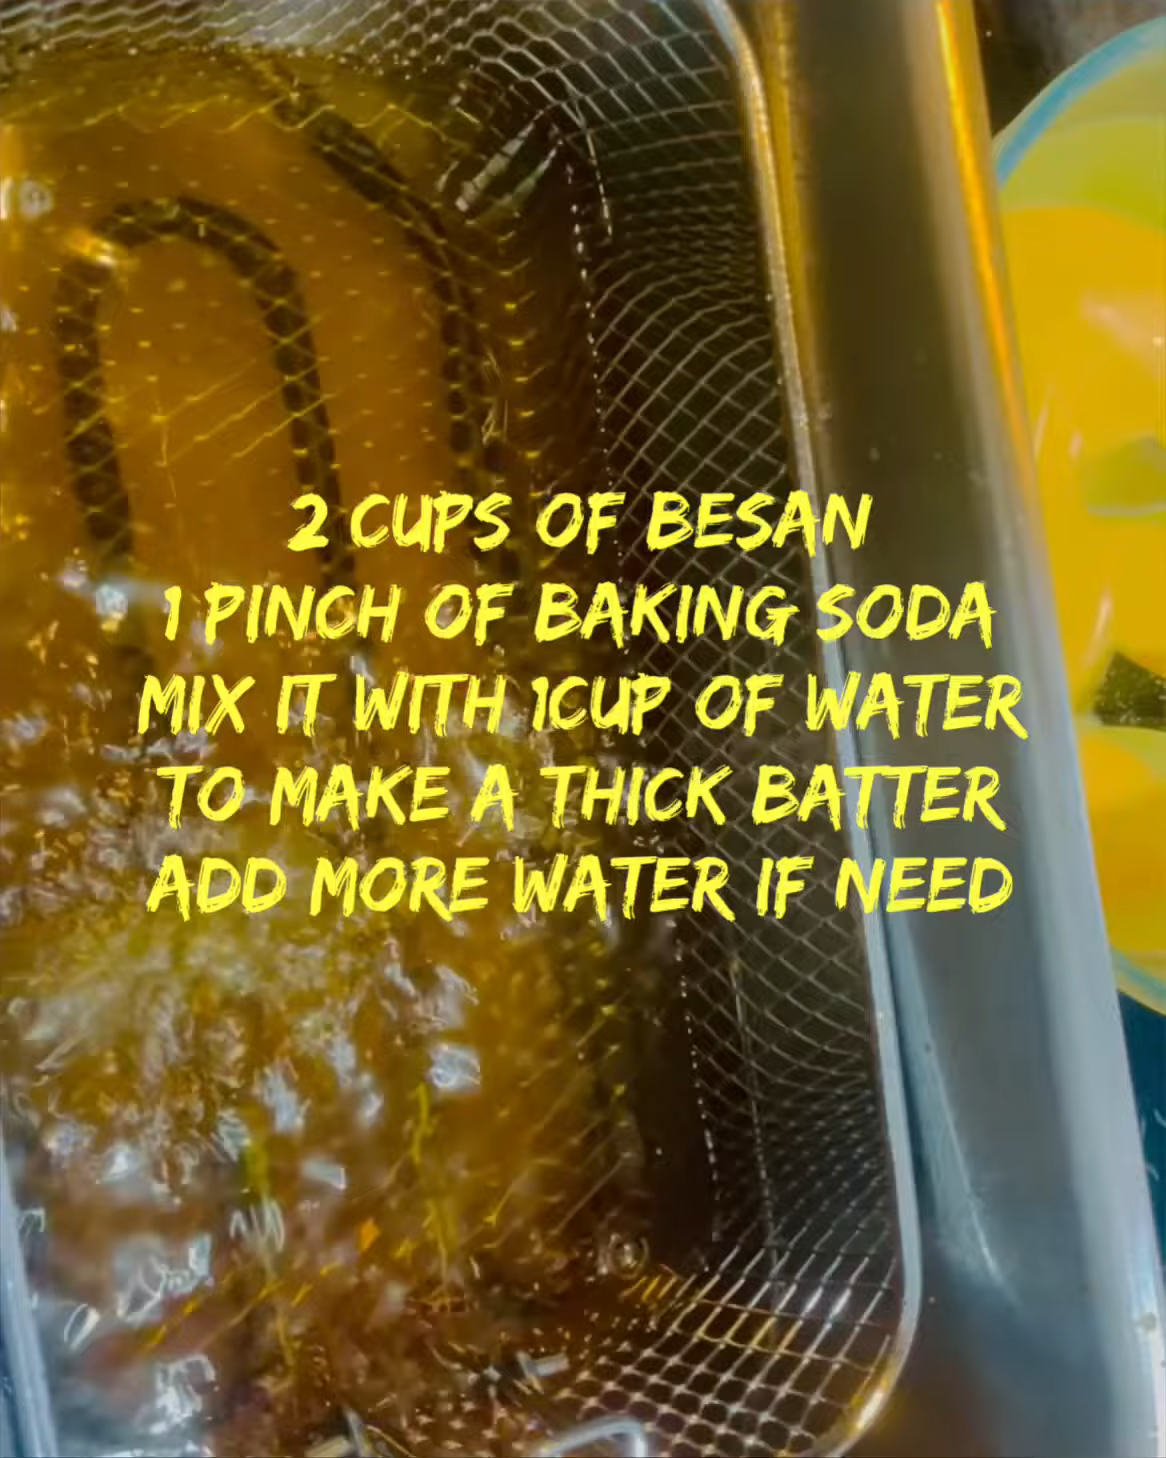 2 CUPS OF BESAN
1 PINCH OF BAKING SODA
MIX IT WITH 1CUP OF WATER
TO MAKE A THICK BATTER
ADD MORE WATER IF NEED